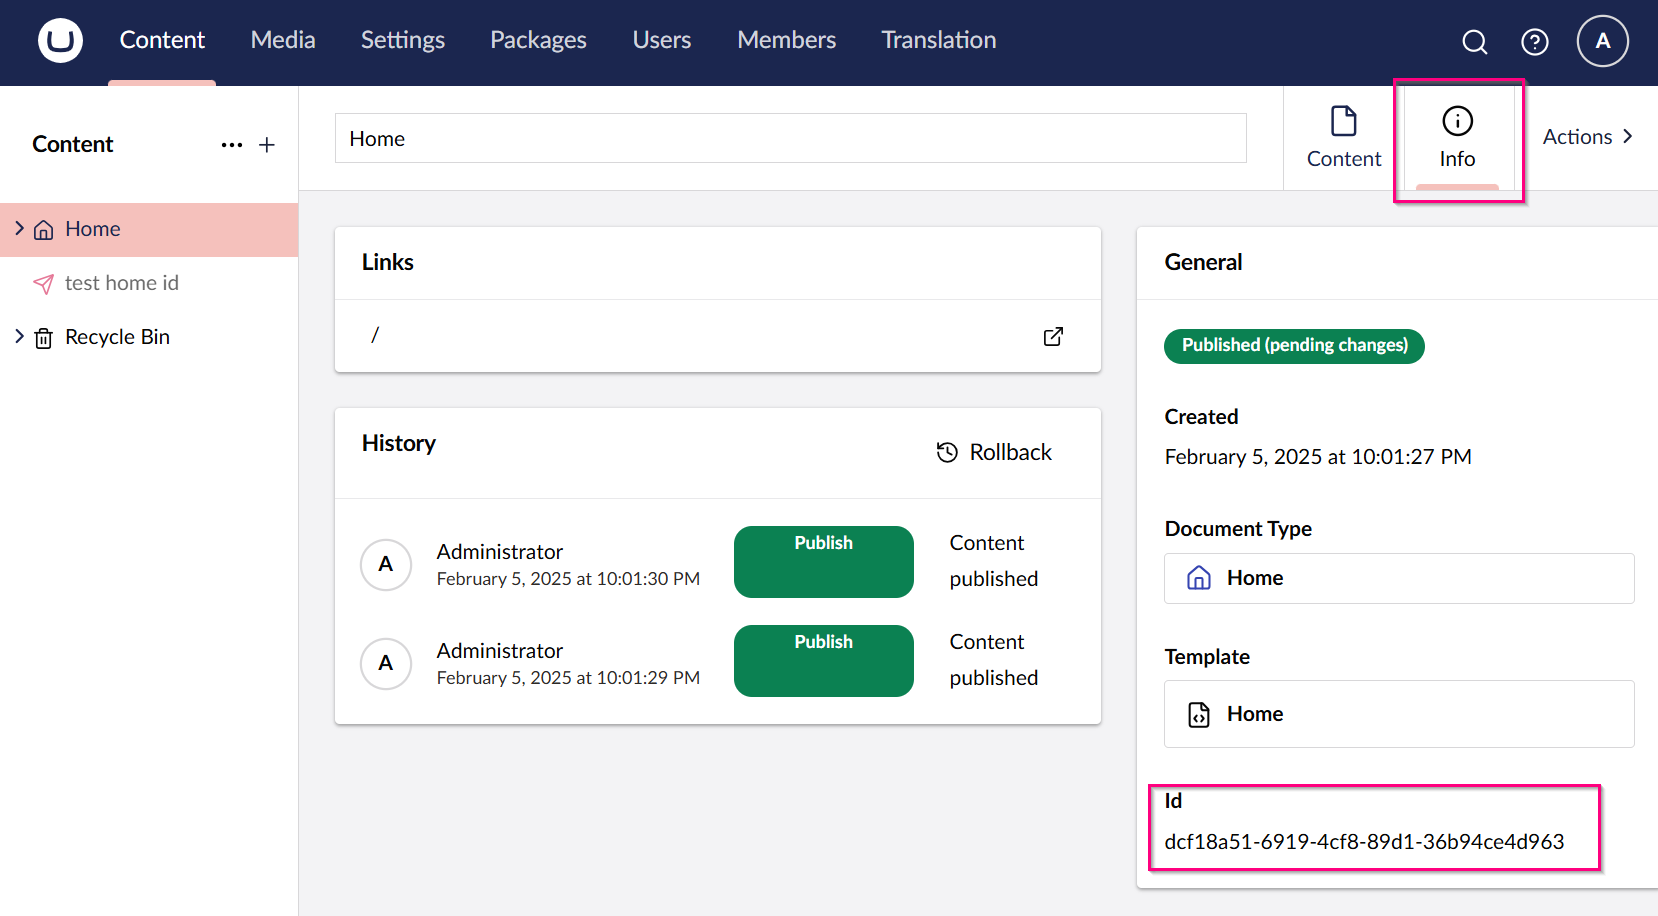 Content
Media
Settings
Packages
Users
Members
Translation
A
Content
Home
Content
Info
Actions
Home
test home id
Recycle Bin
Links
/
History
Rollback
A
Administrator
February 5, 2025 at 10:01:30 PM
Publish
Content
published
A
Administrator
February 5, 2025 at 10:01:29 PM
Publish
Content
published
General
Published (pending changes)
Created
February 5, 2025 at 10:01:27 PM
Document Type
Home
Template
Home
Id
dcf18a51-6919-4cf8-89d1-36b94ce4d963